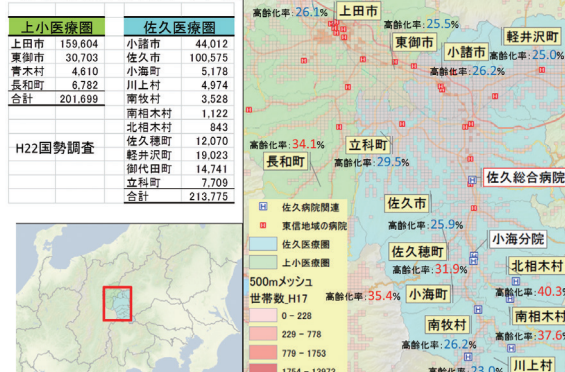 上小医療圏 佐久医療圏
上田市 159,604
東御市 30,703
青木村 4,610
長和町 6,782
合計 201,699
H22国勢調査
小諸市 44,012
佐久市 100,575
小海町 5,178
川上村 4,974
南牧村 3,528
南相木村 1,122
北相木村 843
佐久穂町 12,070
軽井沢町 19,023
御代田町 14,741
立科町 7,709
合計 213,775
高齢化率:26.1%
上田市
高齢化率:25.5%
東御市
小諸市
高齢化率:26.2%
軽井沢町
高齢化率:25.0%
高齢化率:34.1%
長和町
立科町
高齢化率:29.5%
佐久総合病院
佐久市
高齢化率:25.9%
小海分院
佐久穂町
高齢化率:31.9%
北相木村
高齢化率:40.3%
高齢化率:35.4%
小海町
南相木村
高齢化率:37.6%
南牧村
高齢化率:26.2%
川上村
高齢化率:23.0%
佐久病院関連
東信地域の病院
佐久医療圏
上小医療圏
500mメッシュ
世帯数_H17
0 - 228
229 - 778
779 - 1753
1754 - 12973